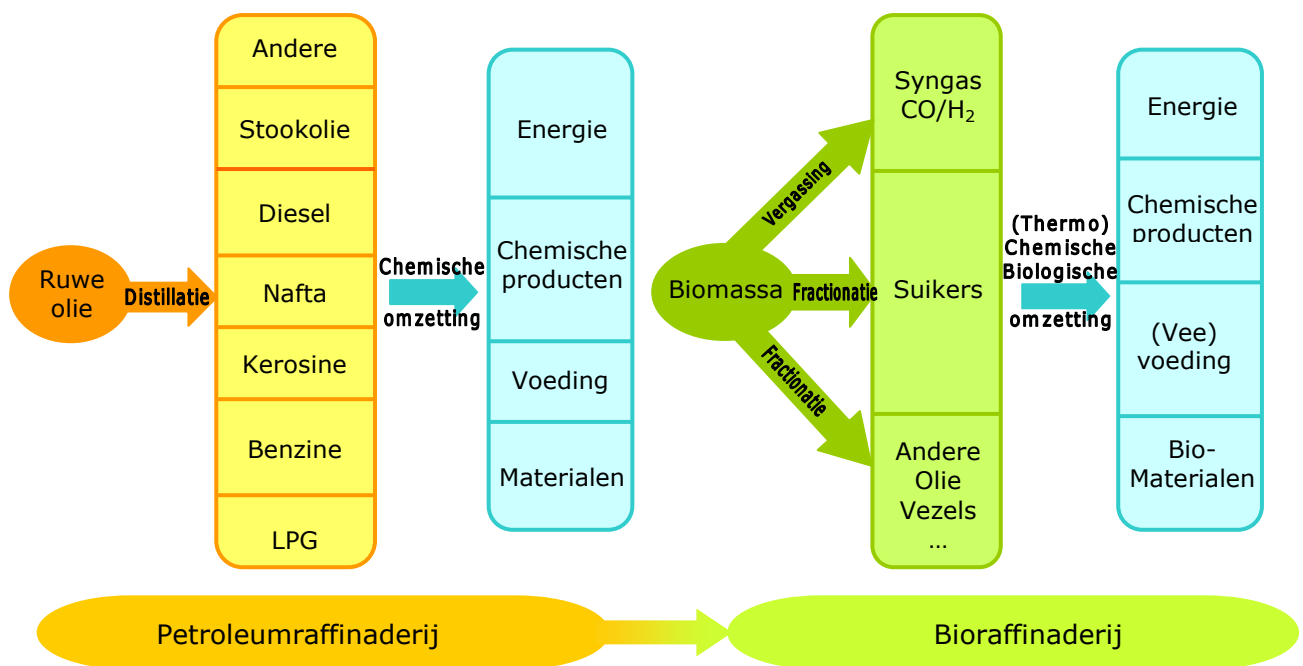 Ruwe
olie
Distillatie
Andere
Stookolie
Diesel
Nafta
Kerosine
Benzine
LPG
Chemische
omzetting
Energie
Chemische
producten
Voeding
Materialen
Biomassa
Vergassing
Fractionatie
Fractionatie
Syngas
CO/H₂
Suikers
Andere
Olie
Vezels
...
(Thermo)
Chemische
Biologische
omzetting
Energie
Chemische
producten
(Vee)
voeding
Bio-
Materialen
Petroleumraffinaderij
Bioraffinaderij